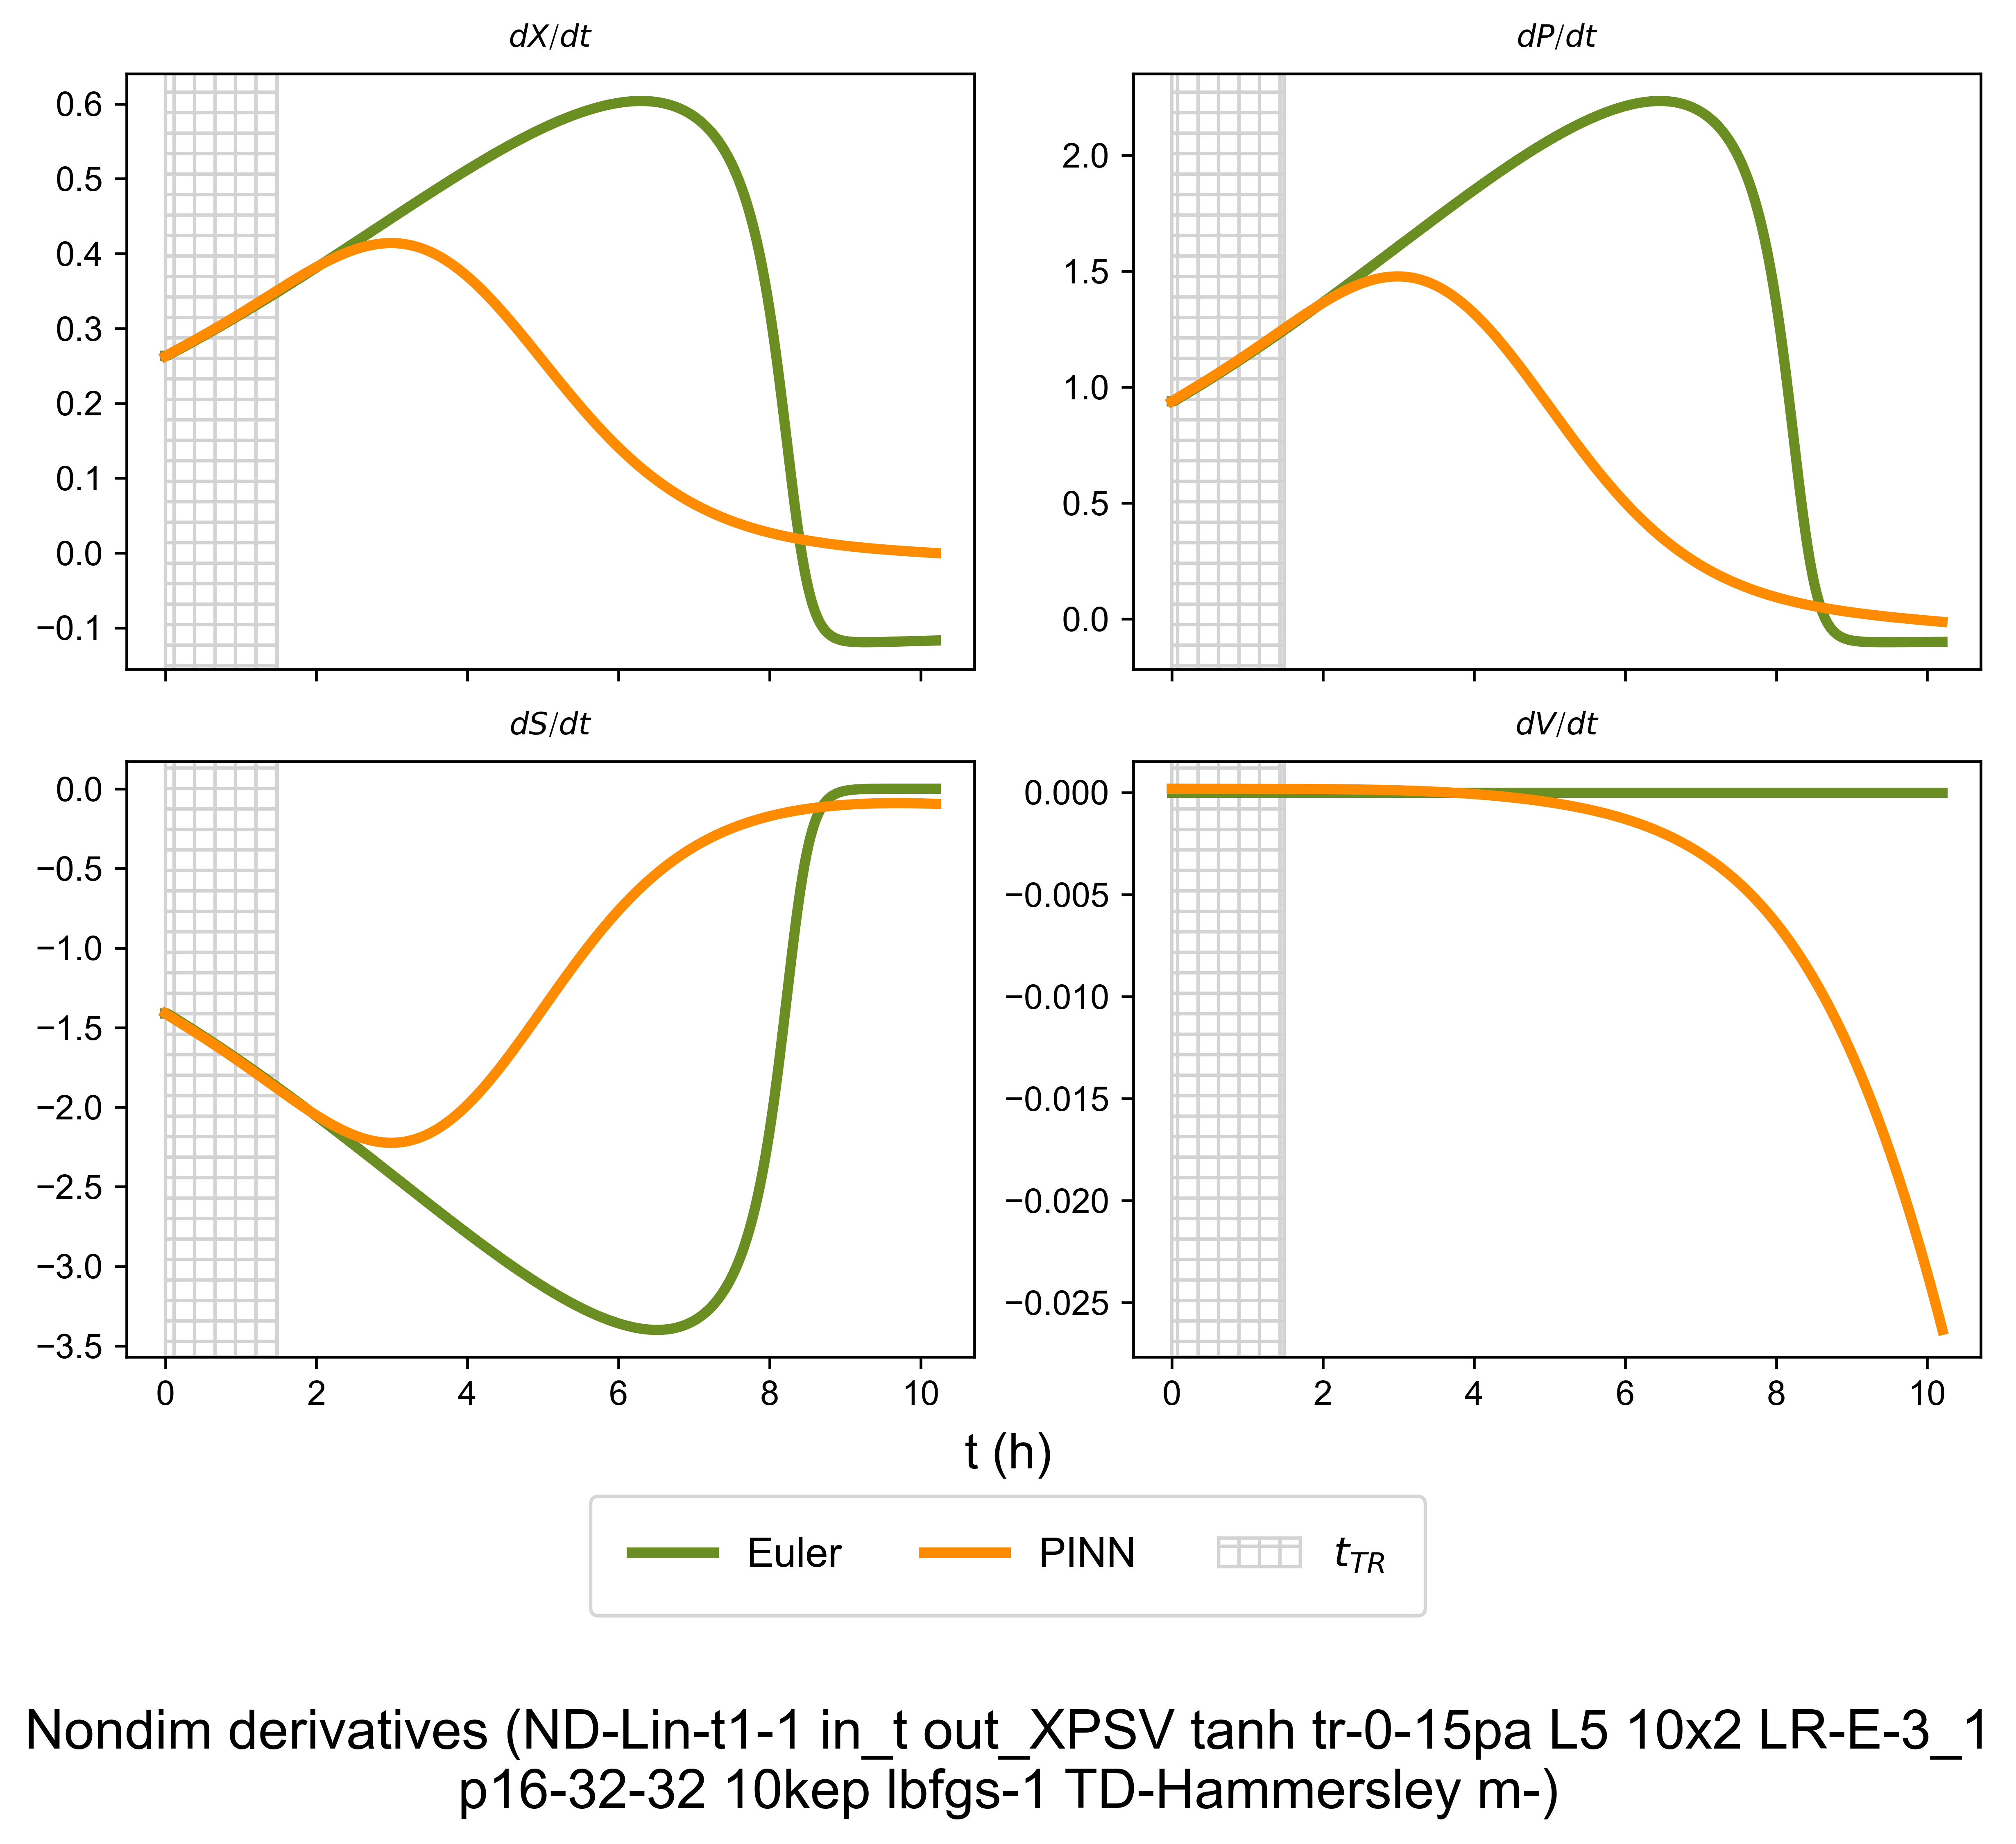 dX/dt
dP/dt
0.6
0.5
0.4
0.3
0.2
0.1
0.0
−0.1
2.0
1.5
1.0
0.5
0.0
dS/dt
dV/dt
0.0
−0.5
−1.0
−1.5
−2.0
−2.5
−3.0
−3.5
0.000
−0.005
−0.010
−0.015
−0.020
−0.025
0 2 4 6 8 10
0 2 4 6 8 10
t (h)
Euler PINN t_TR
Nondim derivatives (ND-Lin-t1-1 in_t out_XPSV tanh tr-0-15pa L5 10x2 LR-E-3_1
p16-32-32 10kep lbfgs-1 TD-Hammersley m-)